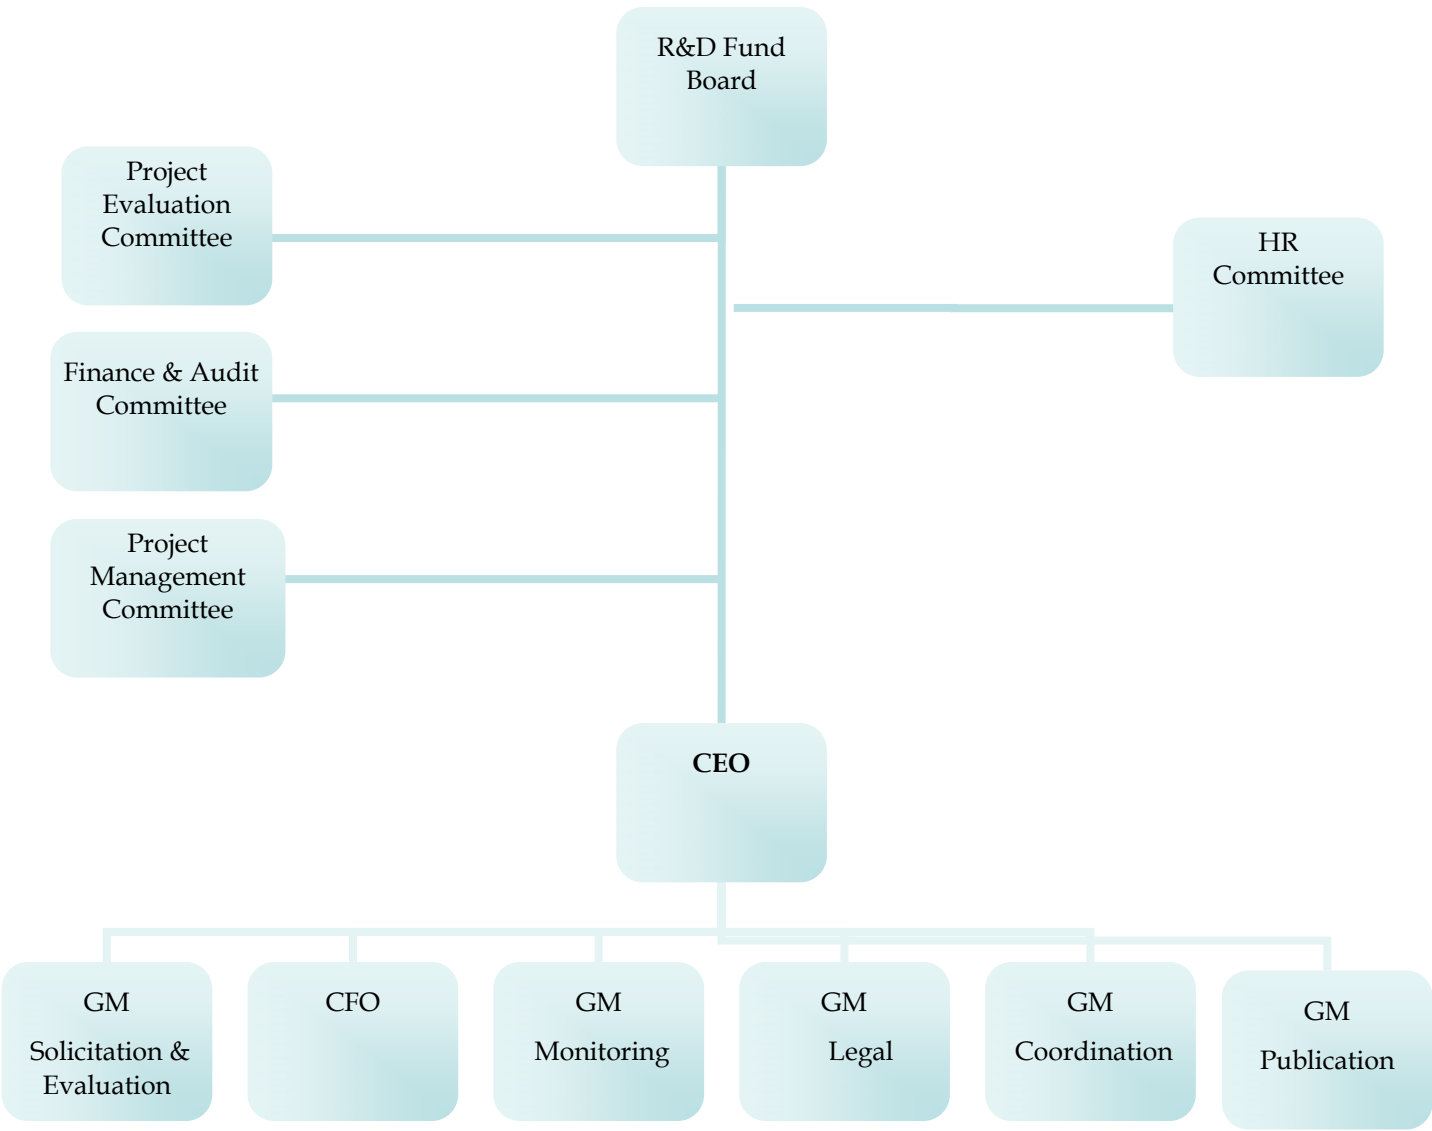 R&D Fund
Board
Project
Evaluation
Committee
HR
Committee
Finance & Audit
Committee
Project
Management
Committee
CEO
GM
Solicitation &
Evaluation
CFO
GM
Monitoring
GM
Legal
GM
Coordination
GM
Publication